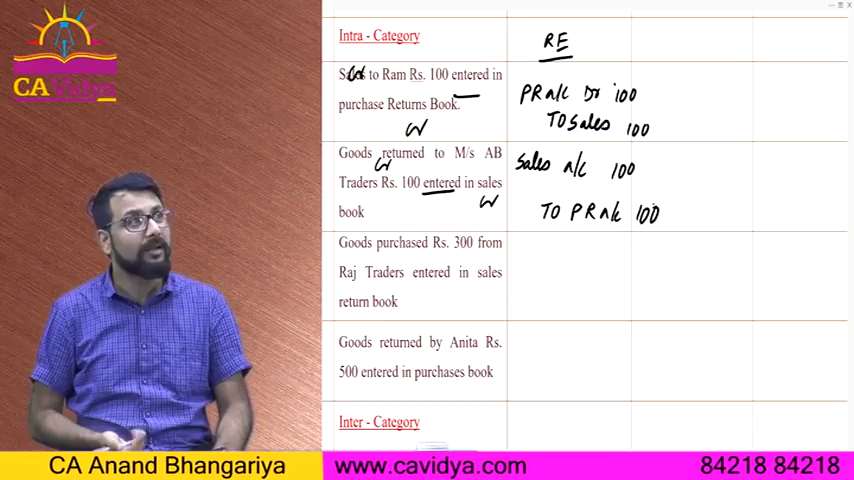 Intra - Category
RE
Sales to Ram Rs. 100 entered in
purchase Returns Book.
PR a/c Dr 100
TO Sales 100
Goods returned to M/s AB
Traders Rs. 100 entered in sales
book
Sales a/c 100
TO PR a/c 100
Goods purchased Rs. 300 from
Raj Traders entered in sales
return book
Goods returned by Anita Rs.
500 entered in purchases book
Inter - Category
CA Vidya
CA Anand Bhangariya
www.cavidya.com
84218 84218